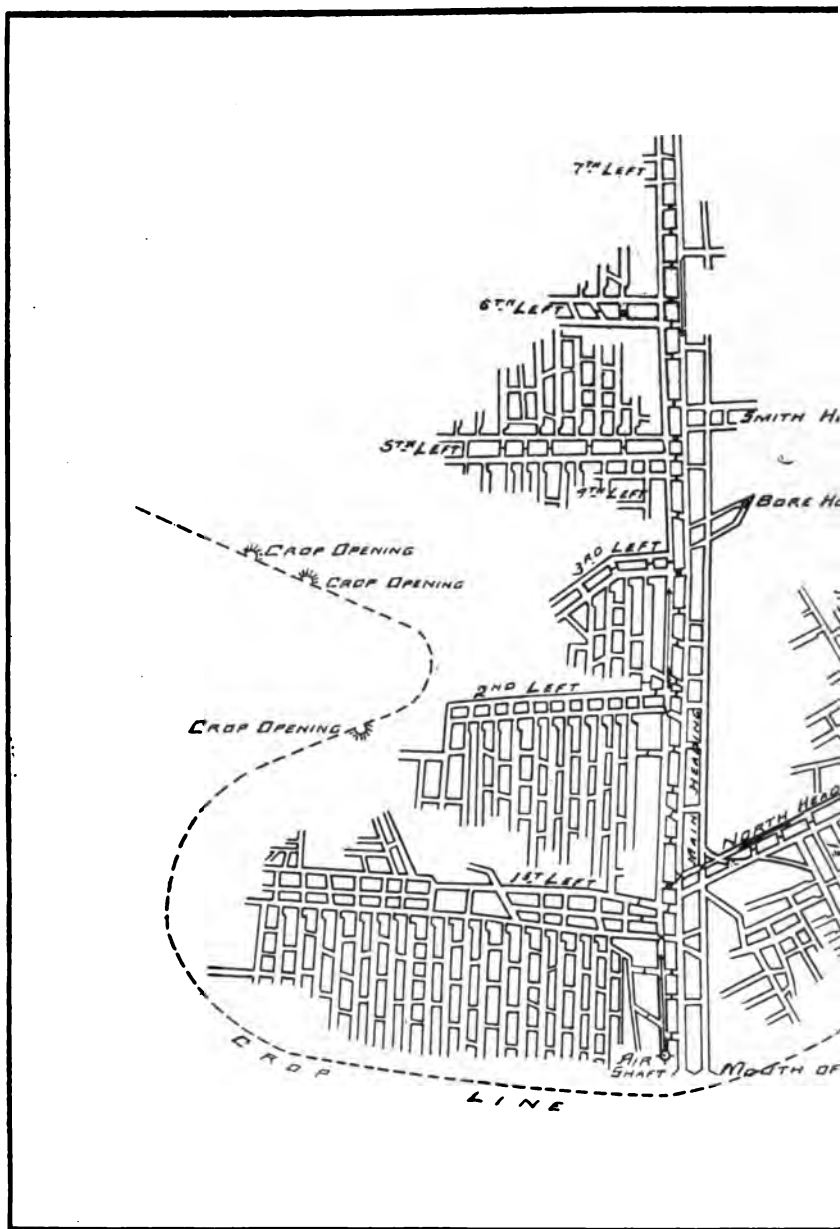 7TH LEFT
6TH LEFT
SMITH
5TH LEFT
4TH LEFT
BORE
CROP OPENING
3RD LEFT
CROP OPENING
2ND LEFT
CROP OPENING
MAIN HEADING
NORTH HEAD
1ST LEFT
AIR
SHAFT
MOUTH OF
CROP
LINE